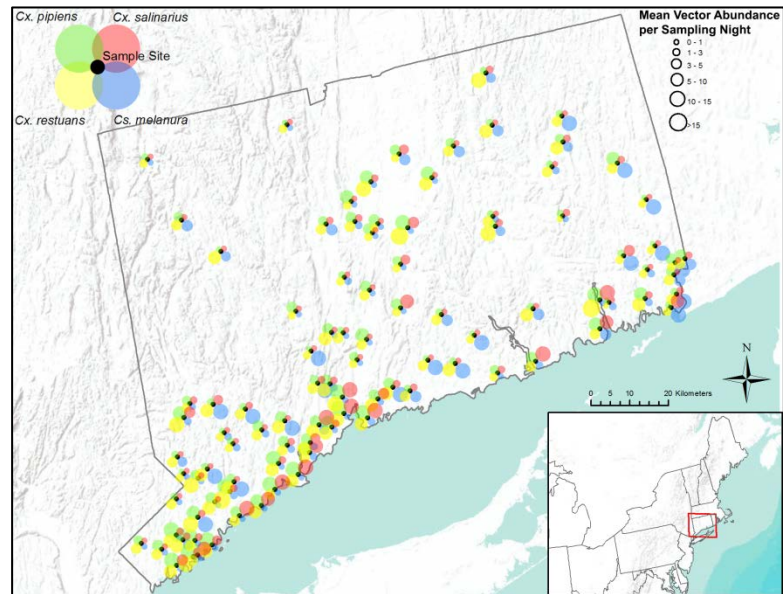 Cx. pipiens
Cx. salinarius
Sample Site
Cx. restuans
Cs. melanura
Mean Vector Abundance
per Sampling Night
0 - 1
1 - 3
3 - 5
5 - 10
10 - 15
>15
N
0 5 10 20 Kilometers